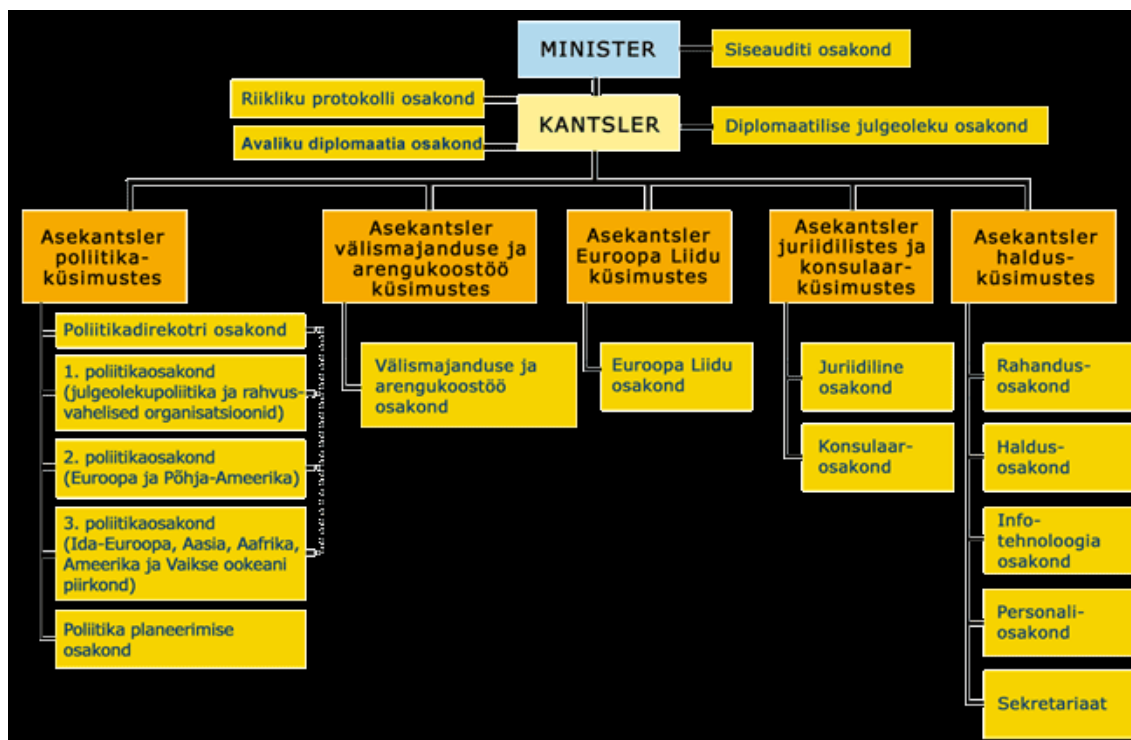 MINISTER
Siseauditi osakond
Riikliku protokolli osakond
KANTSLER
Avaliku diplomaatia osakond
Diplomaatilise julgeoleku osakond
Asekantsler
poliitika-
küsimustes
Asekantsler
välismajanduse ja
arengukoostöö
küsimustes
Asekantsler
Euroopa Liidu
küsimustes
Asekantsler
juriidilistes ja
konsulaar-
küsimustes
Asekantsler
haldus-
küsimustes
Poliitikadirekotri osakond
1. poliitikaosakond
(julgeolekupoliitika ja rahvus-
vahelised organisatsioonid)
2. poliitikaosakond
(Euroopa ja Põhja-Ameerika)
3. poliitikaosakond
(Ida-Euroopa, Aasia, Aafrika,
Ameerika ja Vaikse ookeani
piirkond)
Poliitika planeerimise
osakond
Välismajanduse ja
arengukoostöö
osakond
Euroopa Liidu
osakond
Juriidiline
osakond
Konsulaar-
osakond
Rahandus-
osakond
Haldus-
osakond
Info-
tehnoloogia
osakond
Personali-
osakond
Sekretariaat